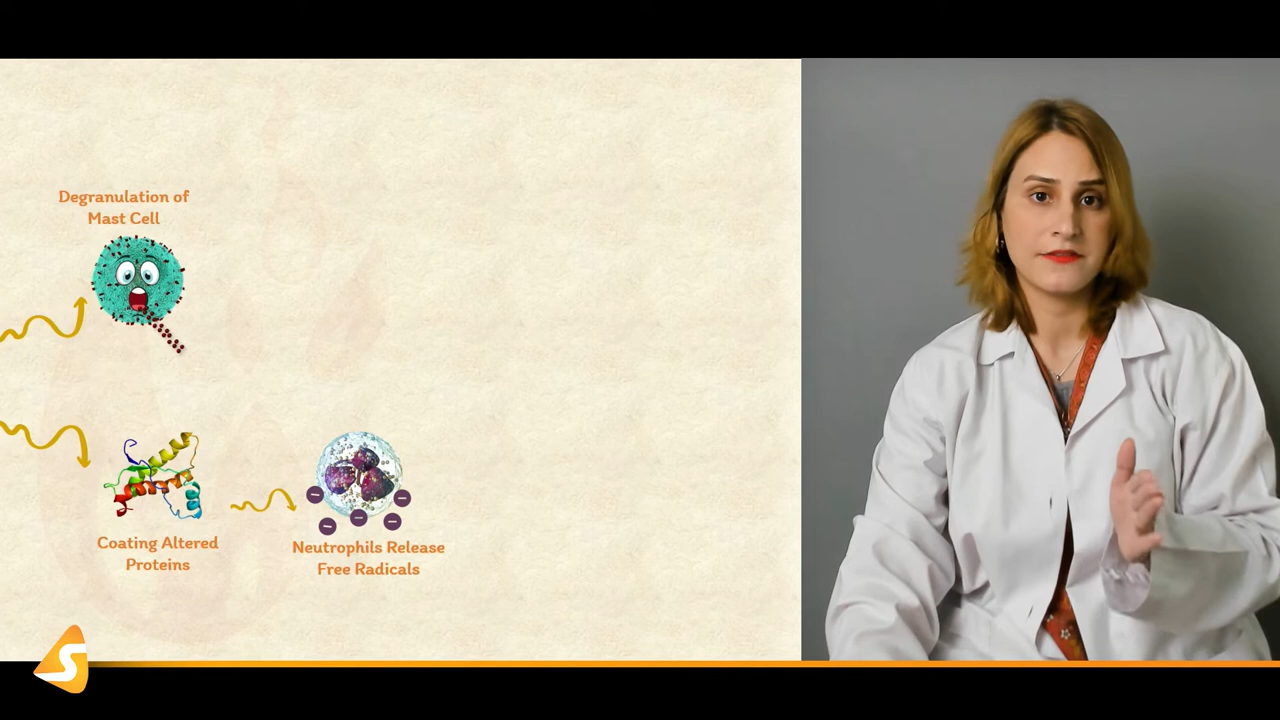 Degranulation of
Mast Cell
Coating Altered
Proteins
Neutrophils Release
Free Radicals
S